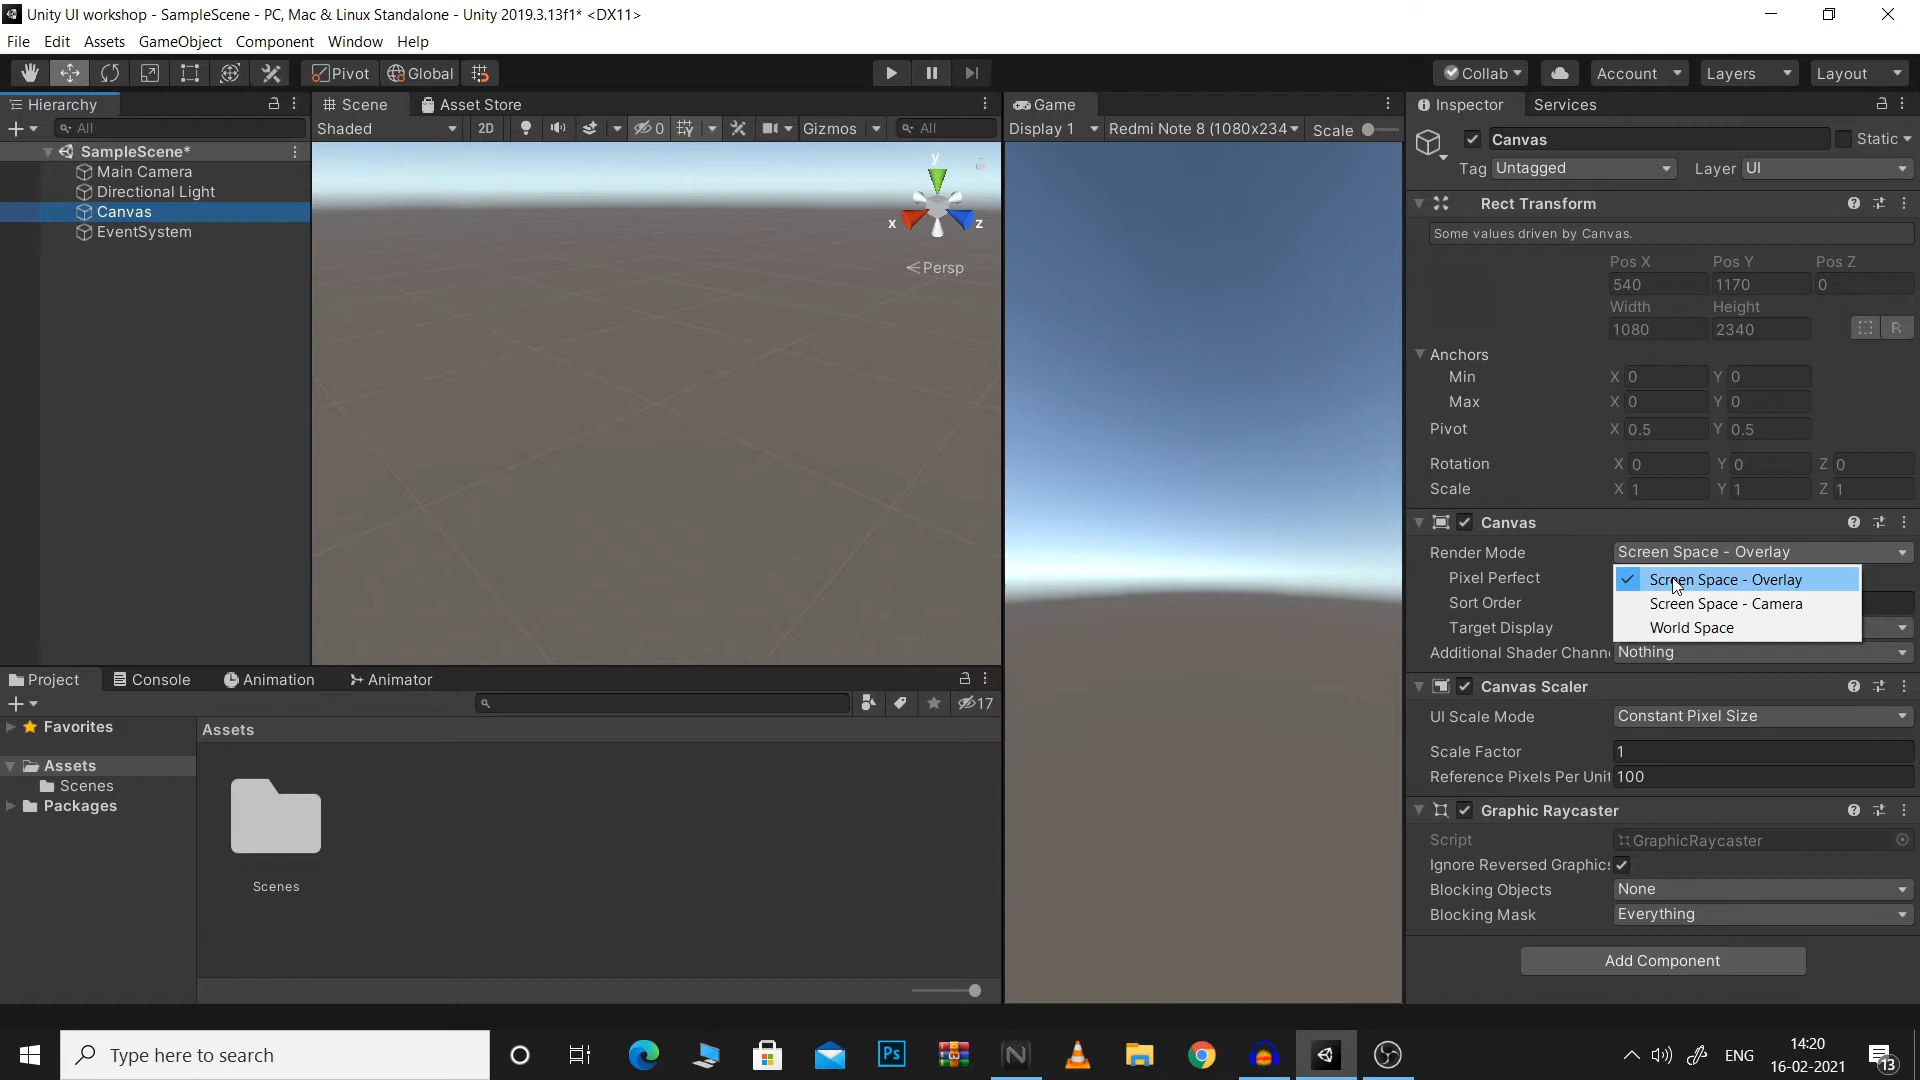 Unity UI workshop - SampleScene - PC, Mac & Linux Standalone - Unity 2019.3.13f1* <DX11>
File Edit Assets GameObject Component Window Help
Pivot Global Collab Account Layers Layout
Hierarchy
All
SampleScene*
Main Camera
Directional Light
Canvas
EventSystem
Scene Asset Store
Shaded 2D 0 Gizmos All
y
x z
Persp
Game
Display 1 Redmi Note 8 (1080x234 Scale
Inspector Services
Canvas Static
Tag Untagged Layer UI
Rect Transform
Some values driven by Canvas.
Pos X Pos Y Pos Z
540 1170 0
Width Height
1080 2340 R
Anchors
Min X 0 Y 0
Max X 0 Y 0
Pivot X 0.5 Y 0.5
Rotation X 0 Y 0 Z 0
Scale X 1 Y 1 Z 1
Canvas
Render Mode Screen Space - Overlay
Pixel Perfect Screen Space - Overlay
Sort Order Screen Space - Camera
Target Display World Space
Additional Shader Chann Nothing
Canvas Scaler
UI Scale Mode Constant Pixel Size
Scale Factor 1
Reference Pixels Per Unit 100
Graphic Raycaster
Script GraphicRaycaster
Ignore Reversed Graphics
Blocking Objects None
Blocking Mask Everything
Add Component
Project Console Animation Animator
17
Favorites
Assets
Scenes
Packages
Assets
Scenes
Type here to search
Ps
N
ENG
14:20
16-02-2021
13